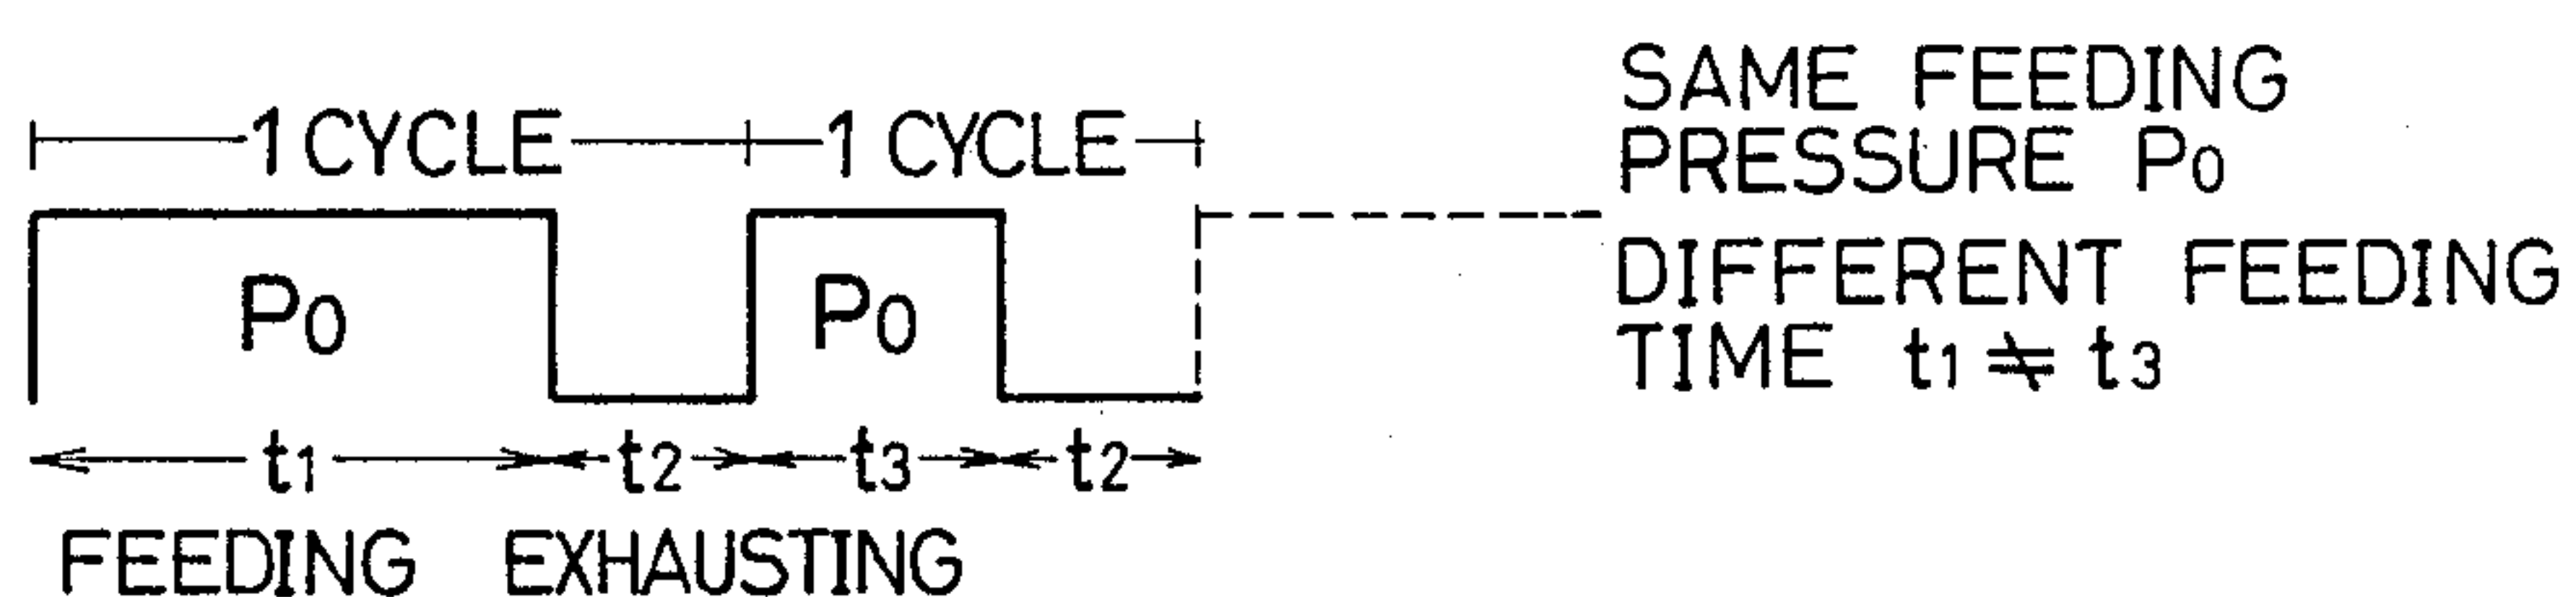 1 CYCLE 1 CYCLE
SAME FEEDING
PRESSURE P0
P0 P0
DIFFERENT FEEDING
TIME t1 ≠ t3
t1 t2 t3 t2
FEEDING EXHAUSTING